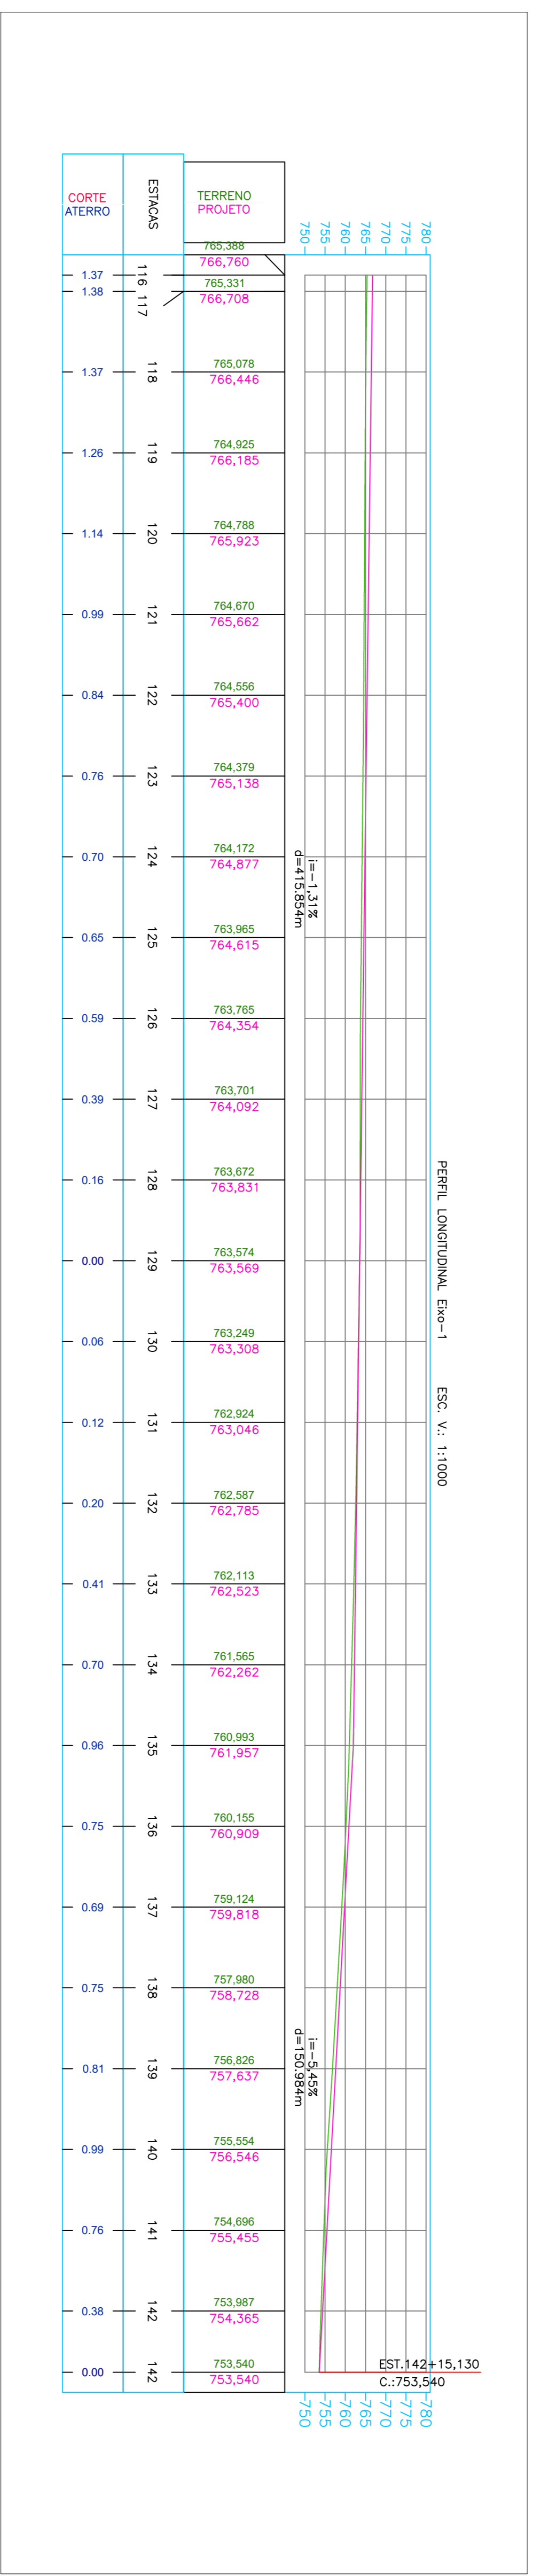 PERFIL LONGITUDINAL Eixo-1 ESC. V.: 1:1000
CORTE
ATERRO
ESTACAS
TERRENO
PROJETO
750 755 760 765 770 775 780
1.37 116 765,388 766,760
1.38 117 765,331 766,708
1.37 118 765,078 766,446
1.26 119 764,925 766,185
1.14 120 764,788 765,923
0.99 121 764,670 765,662
0.84 122 764,556 765,400
0.76 123 764,379 765,138
0.70 124 764,172 764,877
i=-1,31%
d=415.854m
0.65 125 763,965 764,615
0.59 126 763,765 764,354
0.39 127 763,701 764,092
0.16 128 763,672 763,831
0.00 129 763,574 763,569
0.06 130 763,249 763,308
0.12 131 762,924 763,046
0.20 132 762,587 762,785
0.41 133 762,113 762,523
0.70 134 761,565 762,262
0.96 135 760,993 761,957
0.75 136 760,155 760,909
0.69 137 759,124 759,818
0.75 138 757,980 758,728
i=-5,45%
d=150.984m
0.81 139 756,826 757,637
0.99 140 755,554 756,546
0.76 141 754,696 755,455
0.38 142 753,987 754,365
0.00 142 753,540 753,540
EST.142+15,130
C.:753,540
750 755 760 765 770 775 780